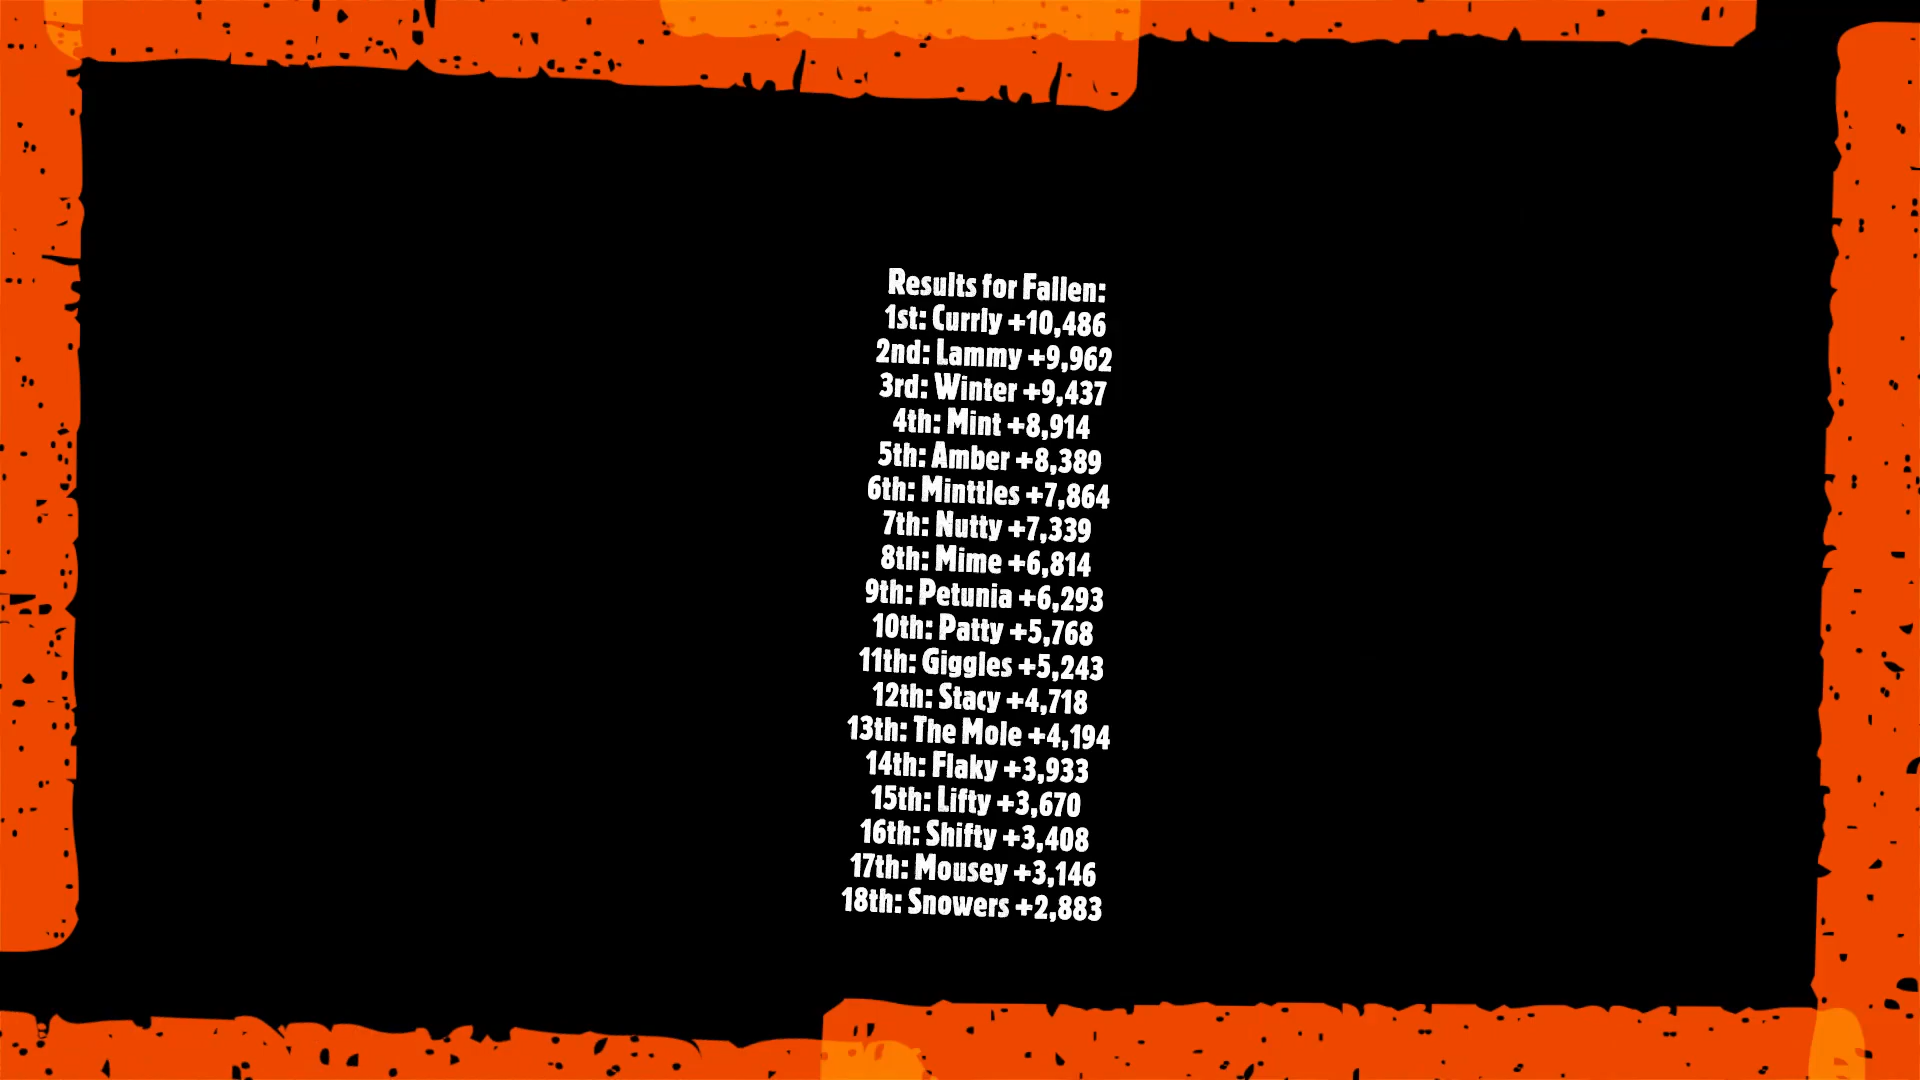 Results for Fallen:
1st: Currly +10,486
2nd: Lammy +9,962
3rd: Winter +9,437
4th: Mint +8,914
5th: Amber +8,389
6th: Minttles +7,864
7th: Nutty +7,339
8th: Mime +6,814
9th: Petunia +6,293
10th: Patty +5,768
11th: Giggles +5,243
12th: Stacy +4,718
13th: The Mole +4,194
14th: Flaky +3,933
15th: Lifty +3,670
16th: Shifty +3,408
17th: Mousey +3,146
18th: Snowers +2,883